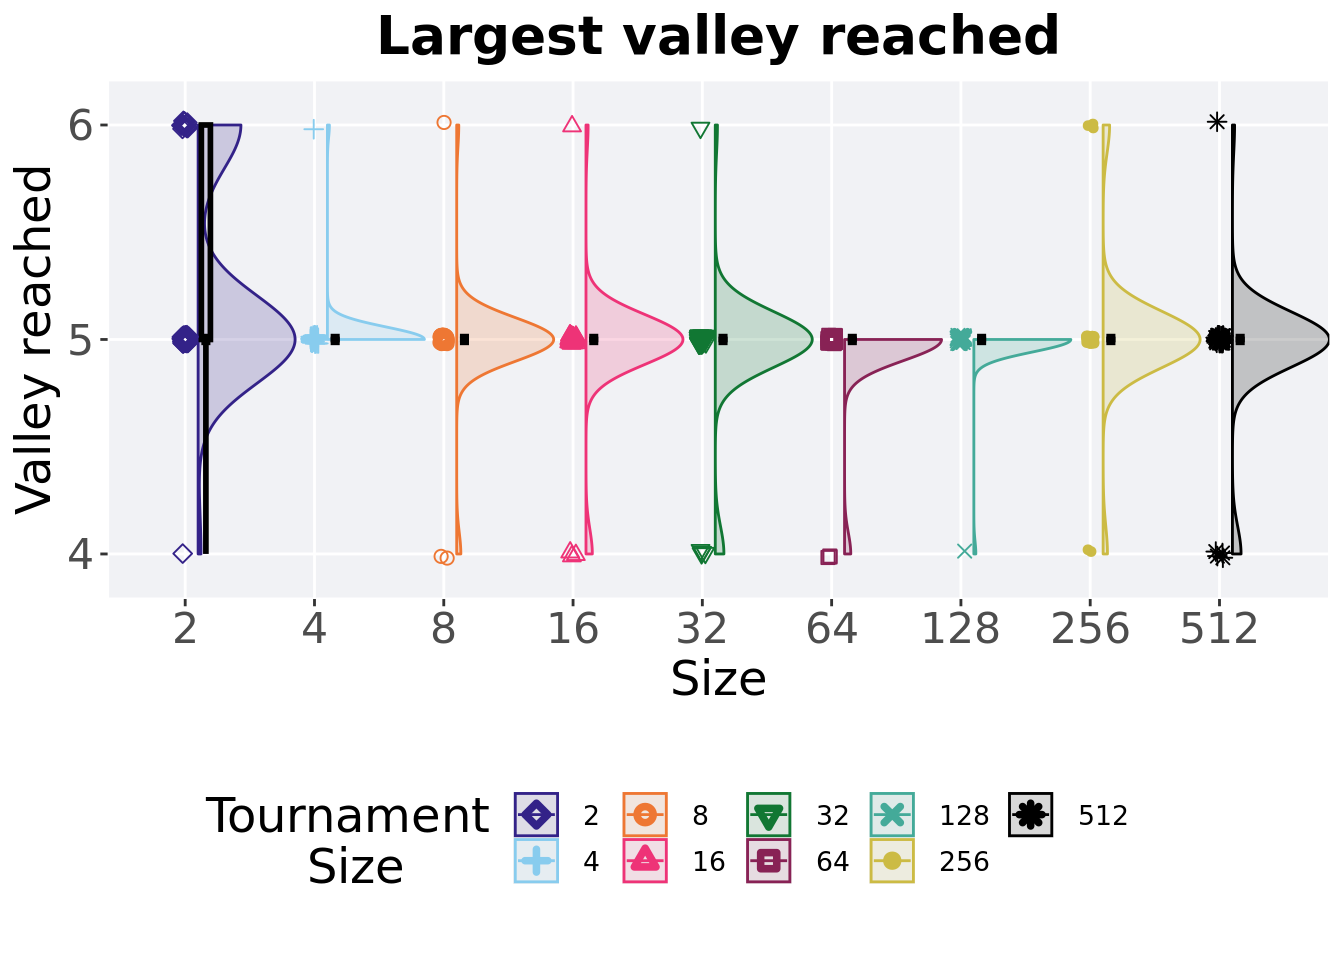 Largest valley reached
Valley reached
6
5
4
2 4 8 16 32 64 128 256 512
Size
Tournament
Size
2 8 32 128 512
4 16 64 256